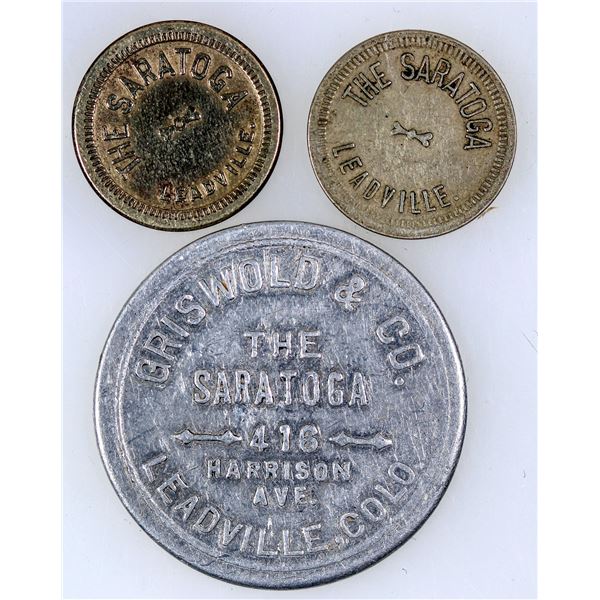 THE SARATOGA
LEADVILLE.
THE SARATOGA
LEADVILLE.
GRISWOLD & CO.
THE
SARATOGA
416
HARRISON
AVE.
LEADVILLE, COLO.